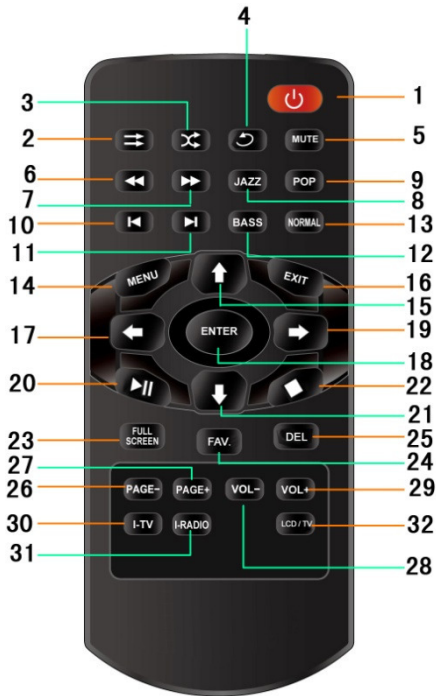 4
1
3
2
MUTE
5
6
JAZZ
POP
9
7
8
10
BASS
NORMAL
13
11
12
14
MENU
EXIT
16
15
17
ENTER
19
18
20
22
21
23
FULL
SCREEN
FAV.
DEL
25
24
27
26
PAGE-
PAGE+
VOL-
VOL+
29
30
I-TV
I-RADIO
LCD / TV
32
31
28